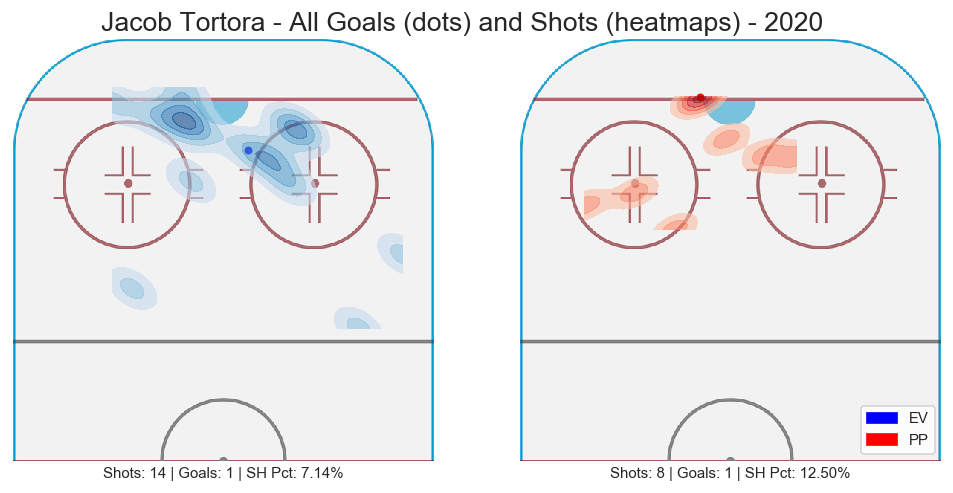 Jacob Tortora - All Goals (dots) and Shots (heatmaps) - 2020
EV
PP
Shots: 14 | Goals: 1 | SH Pct: 7.14%
Shots: 8 | Goals: 1 | SH Pct: 12.50%